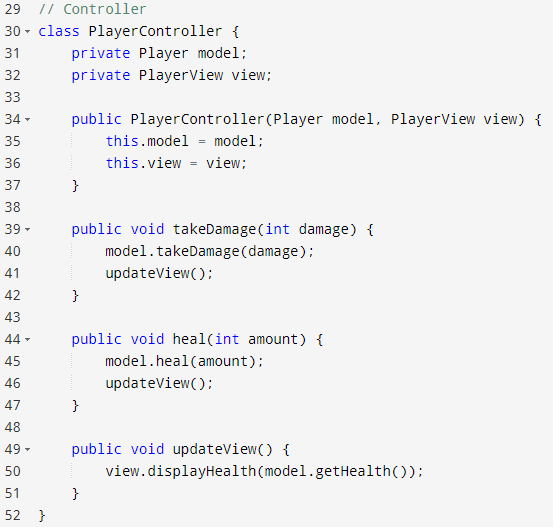 29 // Controller
30 class PlayerController {
31     private Player model;
32     private PlayerView view;
33
34     public PlayerController(Player model, PlayerView view) {
35         this.model = model;
36         this.view = view;
37     }
38
39     public void takeDamage(int damage) {
40         model.takeDamage(damage);
41         updateView();
42     }
43
44     public void heal(int amount) {
45         model.heal(amount);
46         updateView();
47     }
48
49     public void updateView() {
50         view.displayHealth(model.getHealth());
51     }
52 }